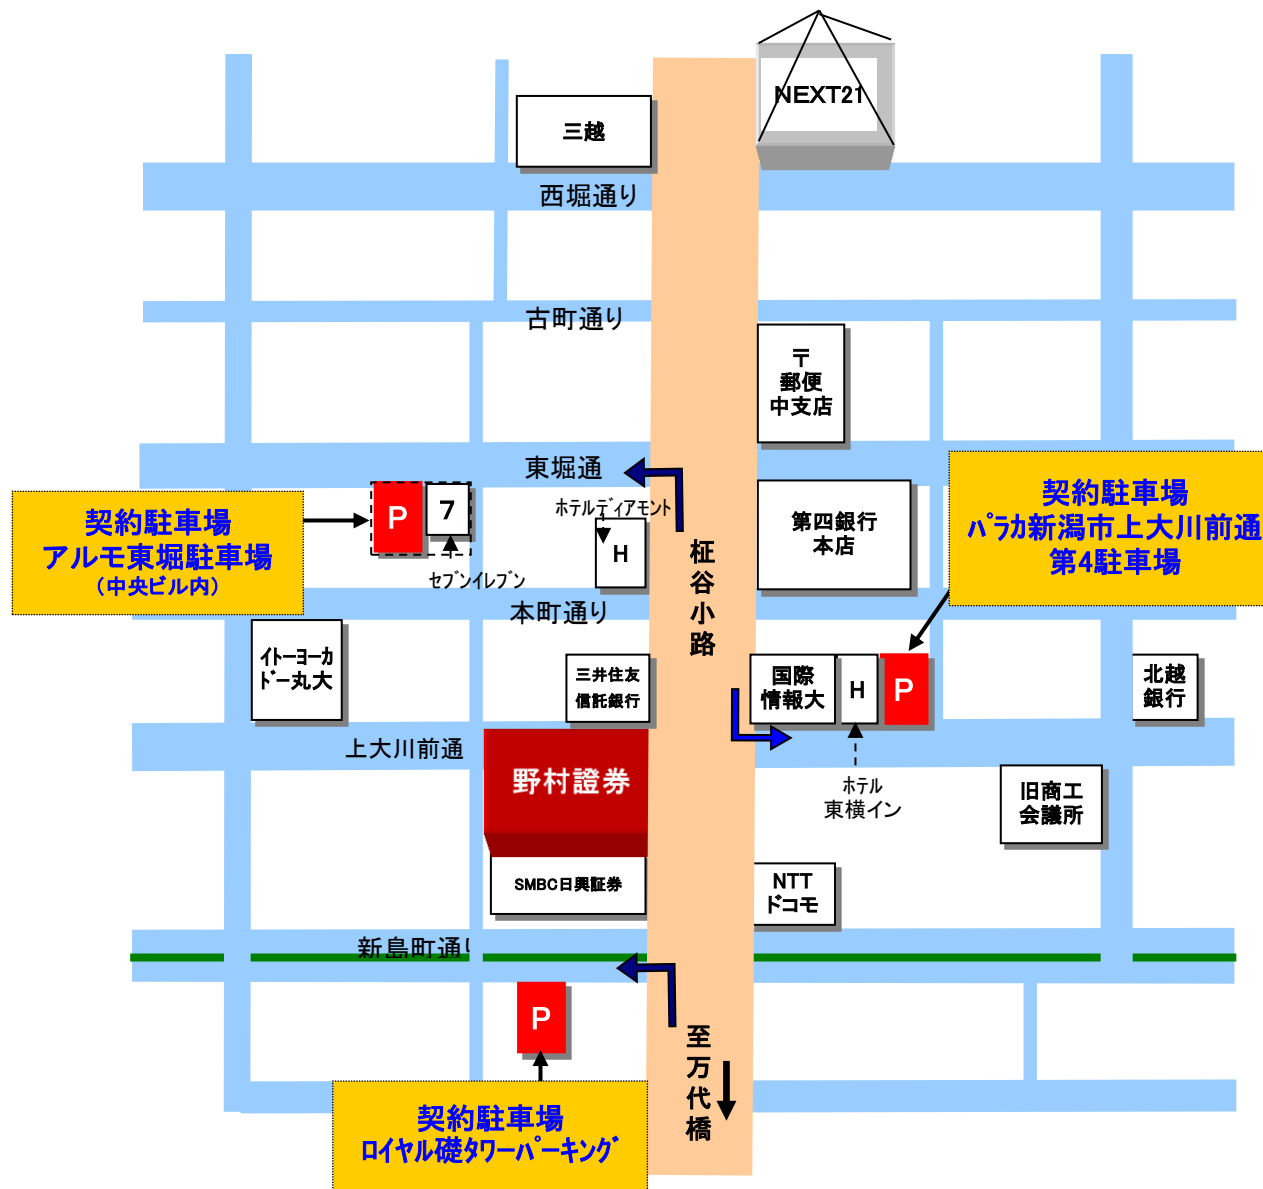 NEXT21
三越
西堀通り
古町通り
〒
郵便
中支店
東堀通
契約駐車場
アルモ東堀駐車場
(中央ビル内)
P
7
セブンイレブン
ホテルディアモント
H
柾谷小路
第四銀行
本店
契約駐車場
パラカ新潟市上大川前通
第4駐車場
本町通り
イトーヨーカ
ドー丸大
三井住友
信託銀行
国際
情報大
H
P
北越
銀行
上大川前通
野村證券
ホテル
東横イン
旧商工
会議所
SMBC日興証券
NTT
ドコモ
新島町通り
P
至万代橋
契約駐車場
ロイヤル礎タワーパーキング